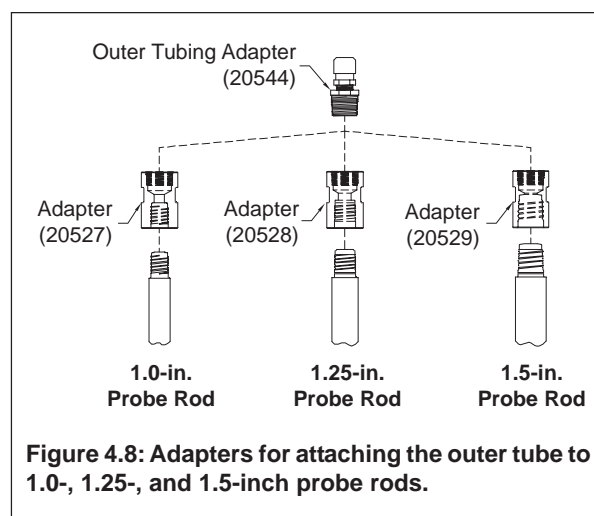 Outer Tubing Adapter
(20544)
Adapter
(20527)
Adapter
(20528)
Adapter
(20529)
1.0-in.
Probe Rod
1.25-in.
Probe Rod
1.5-in.
Probe Rod
Figure 4.8: Adapters for attaching the outer tube to
1.0-, 1.25-, and 1.5-inch probe rods.